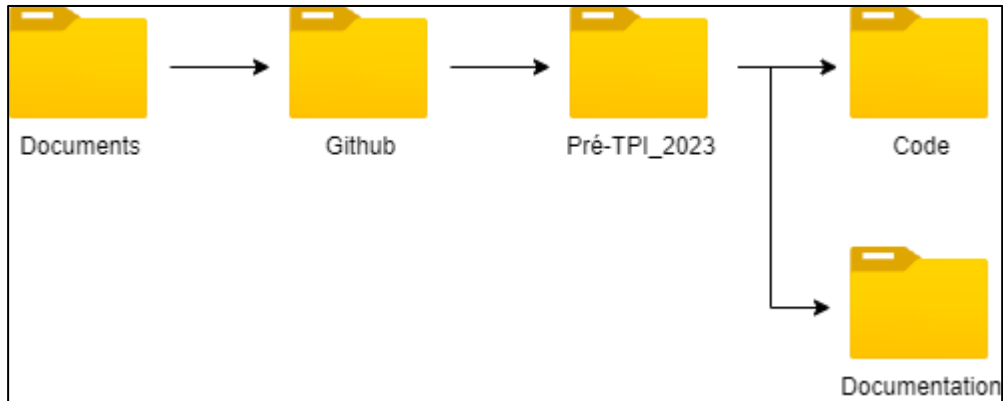 Documents
Github
Pré-TPI_2023
Code
Documentation